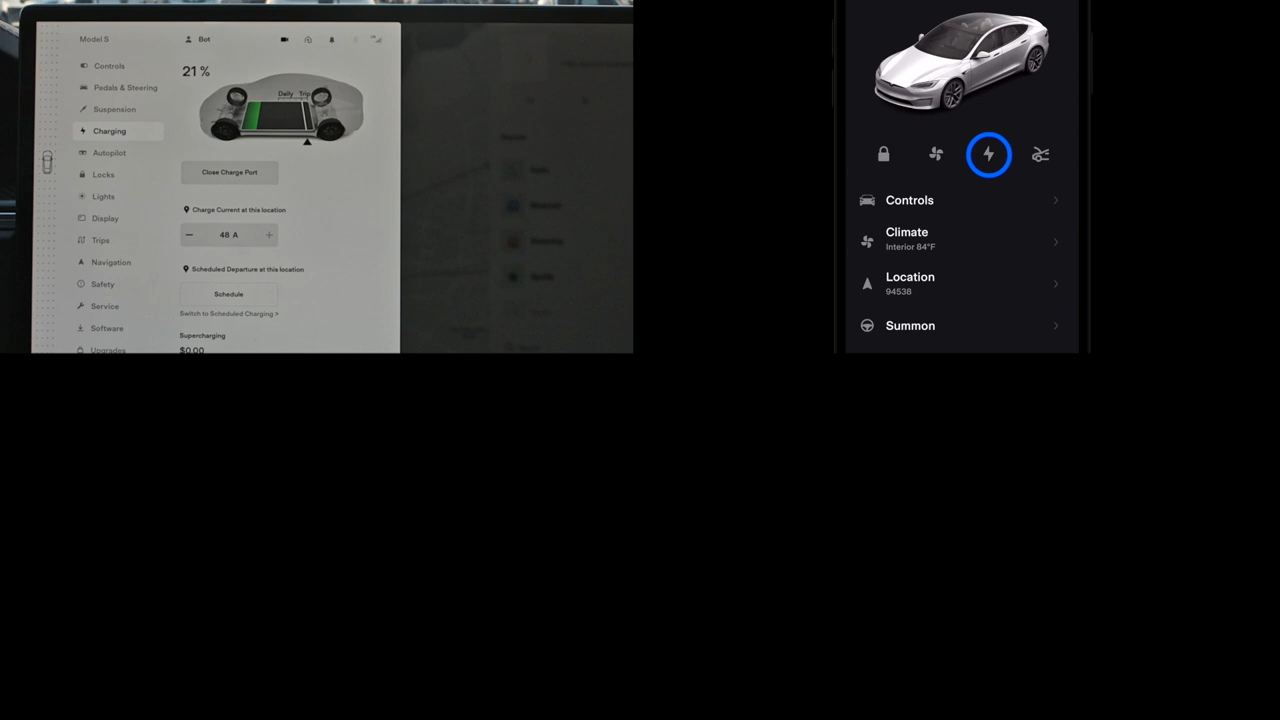 Model S
Bot
Controls
Pedals & Steering
Suspension
Charging
Autopilot
Locks
Lights
Display
Trips
Navigation
Safety
Service
Software
Upgrades
21 %
Daily Trip
Close Charge Port
Charge Current at this location
48 A
Scheduled Departure at this location
Schedule
Switch to Scheduled Charging >
Supercharging
$0.00
Controls
Climate
Interior 84°F
Location
94538
Summon